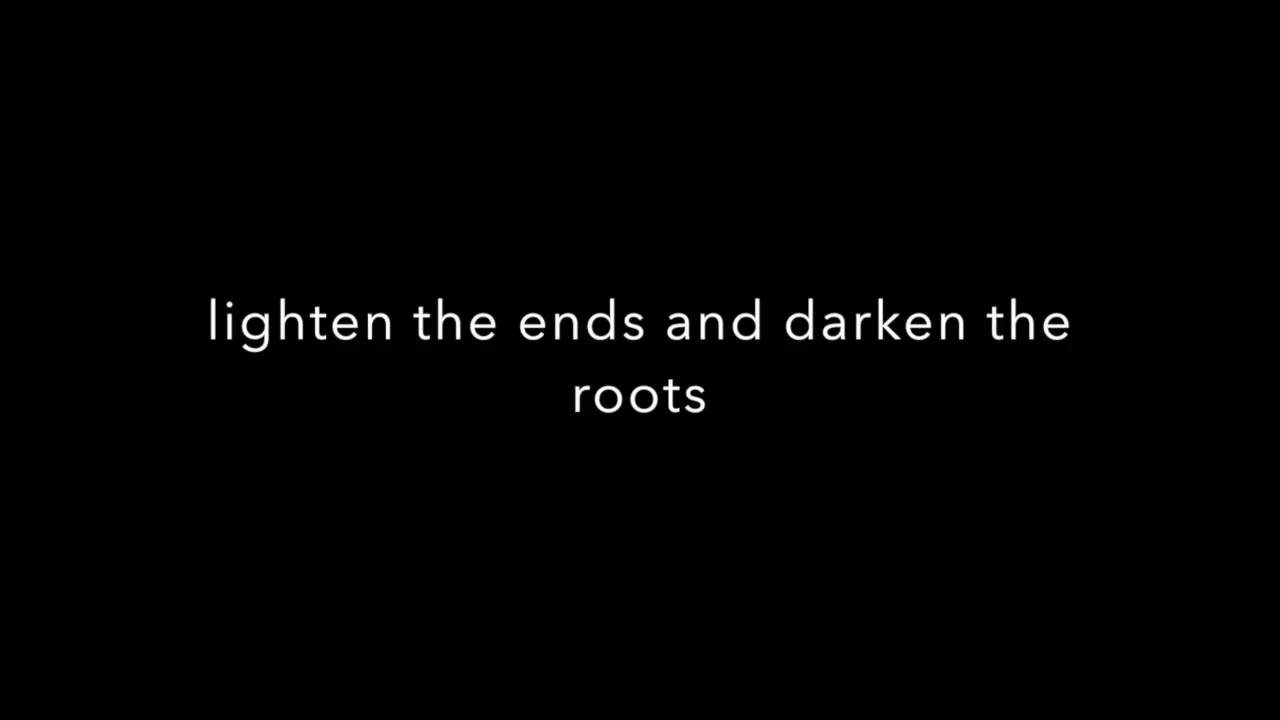 lighten the ends and darken the
roots